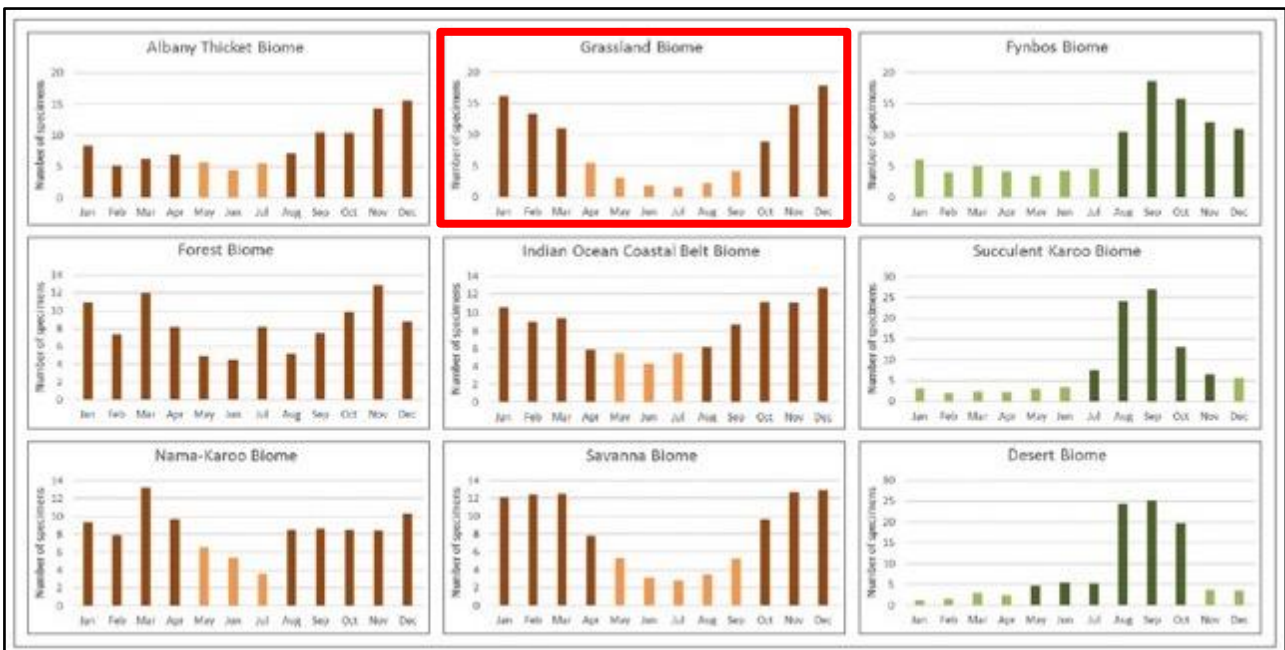 Albany Thicket Biome
Number of specimens
20
15
10
5
0
Jan Feb Mar Apr May Jun Jul Aug Sep Oct Nov Dec
Grassland Biome
Number of specimens
20
15
10
5
0
Jan Feb Mar Apr May Jun Jul Aug Sep Oct Nov Dec
Fynbos Biome
Number of specimens
20
15
10
5
0
Jan Feb Mar Apr May Jun Jul Aug Sep Oct Nov Dec
Forest Biome
Number of specimens
14
12
10
8
6
4
2
0
Jan Feb Mar Apr May Jun Jul Aug Sep Oct Nov Dec
Indian Ocean Coastal Belt Biome
Number of specimens
14
12
10
8
6
4
2
0
Jan Feb Mar Apr May Jun Jul Aug Sep Oct Nov Dec
Succulent Karoo Biome
Number of specimens
30
25
20
15
10
5
0
Jan Feb Mar Apr May Jun Jul Aug Sep Oct Nov Dec
Nama-Karoo Biome
Number of specimens
14
12
10
8
6
4
2
0
Jan Feb Mar Apr May Jun Jul Aug Sep Oct Nov Dec
Savanna Biome
Number of specimens
14
12
10
8
6
4
2
0
Jan Feb Mar Apr May Jun Jul Aug Sep Oct Nov Dec
Desert Biome
Number of specimens
30
25
20
15
10
5
0
Jan Feb Mar Apr May Jun Jul Aug Sep Oct Nov Dec